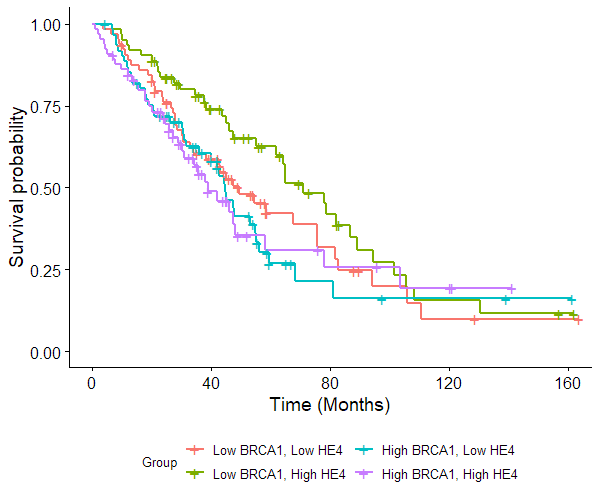 Survival probability
1.00
0.75
0.50
0.25
0.00
0 40 80 120 160
Time (Months)
Group
Low BRCA1, Low HE4 High BRCA1, Low HE4
Low BRCA1, High HE4 High BRCA1, High HE4